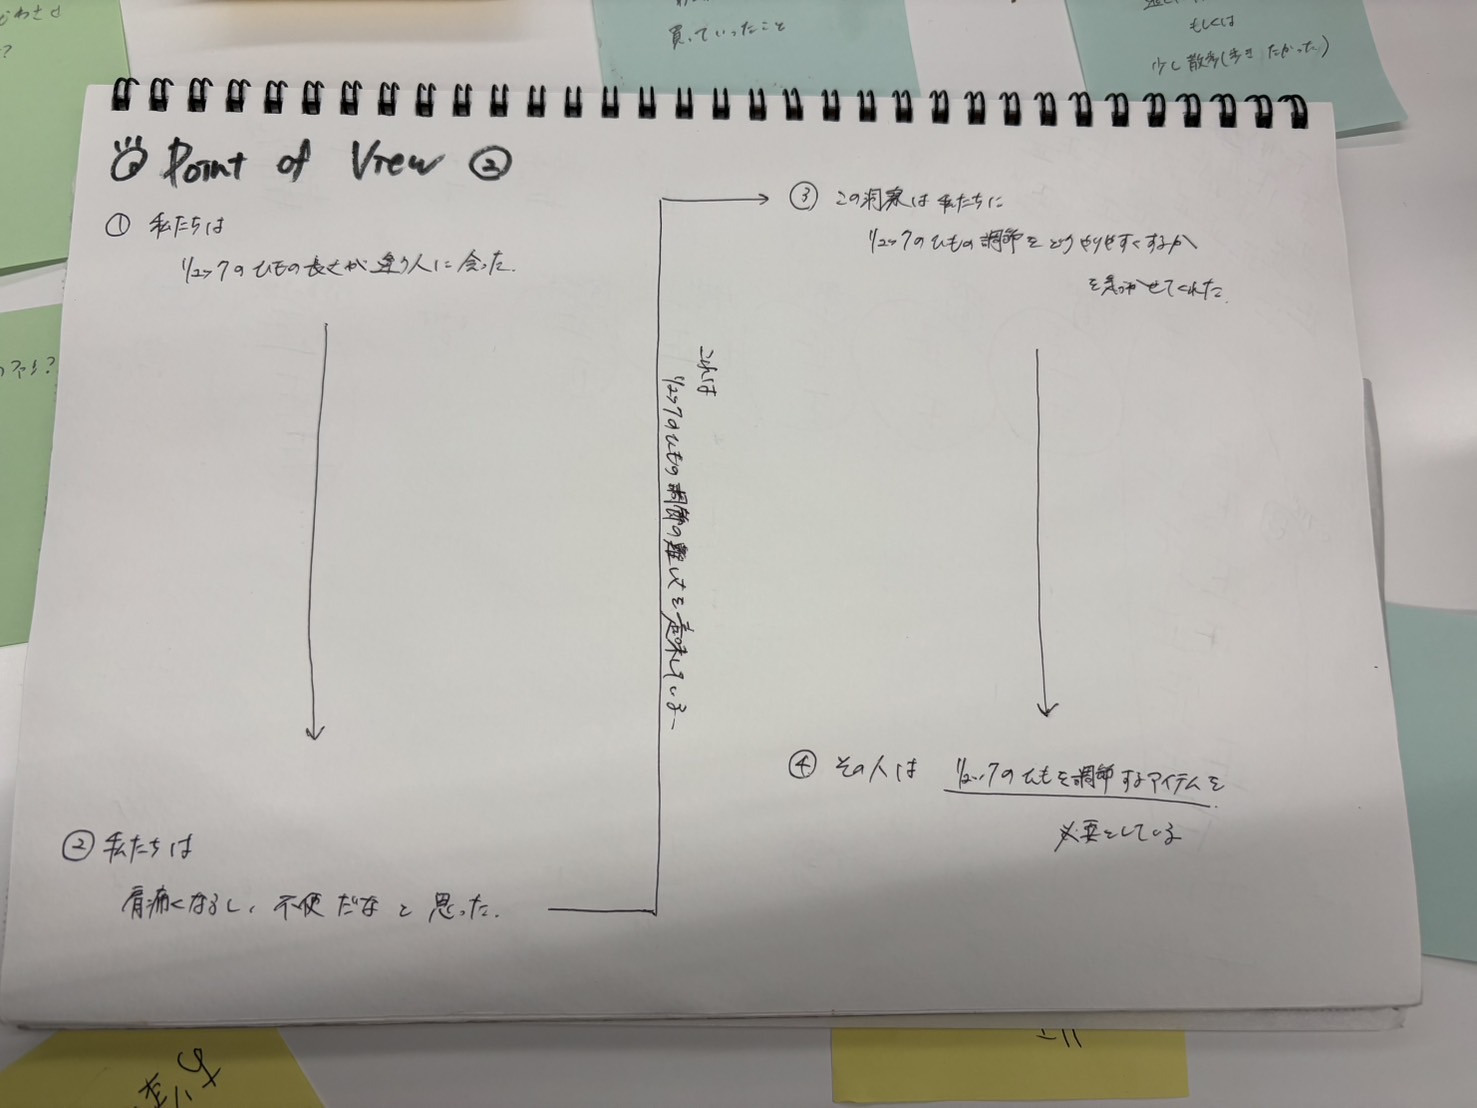 むわさと
?
買っていったこと
もしくは
少し散歩(歩きたかった)
Point of View ②
① 私たちは
リュックのひもの長さが違う人に会った.
② 私たちは
肩痛くなるし、不便だなと思った.
これは
リュックのひもの調節の難しさを意味している
③ この洞察は私たちに
リュックのひもの調節をどうやりやすくするか
を気づかせてくれた.
④ その人は リュックのひもを調節するアイテムを
必要としている